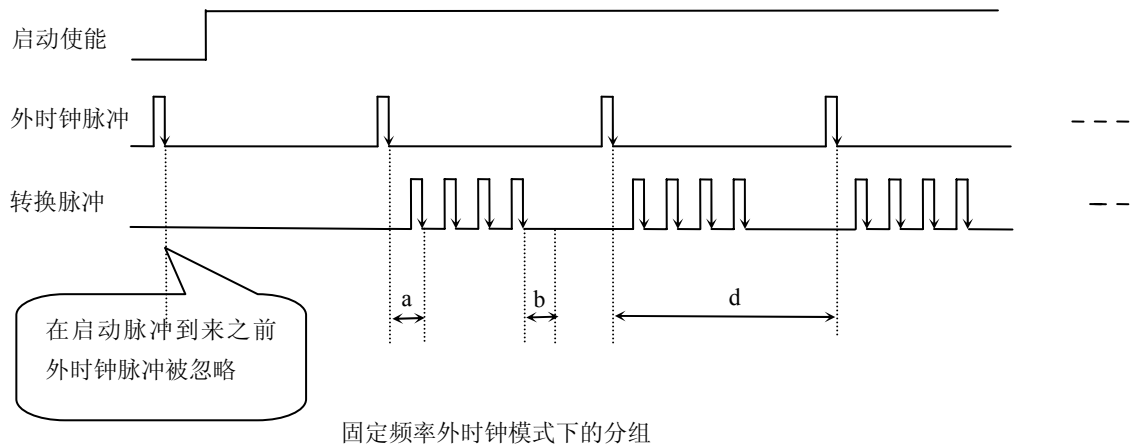 启动使能
外时钟脉冲
转换脉冲
a
b
d
在启动脉冲到来之前
外时钟脉冲被忽略
固定频率外时钟模式下的分组